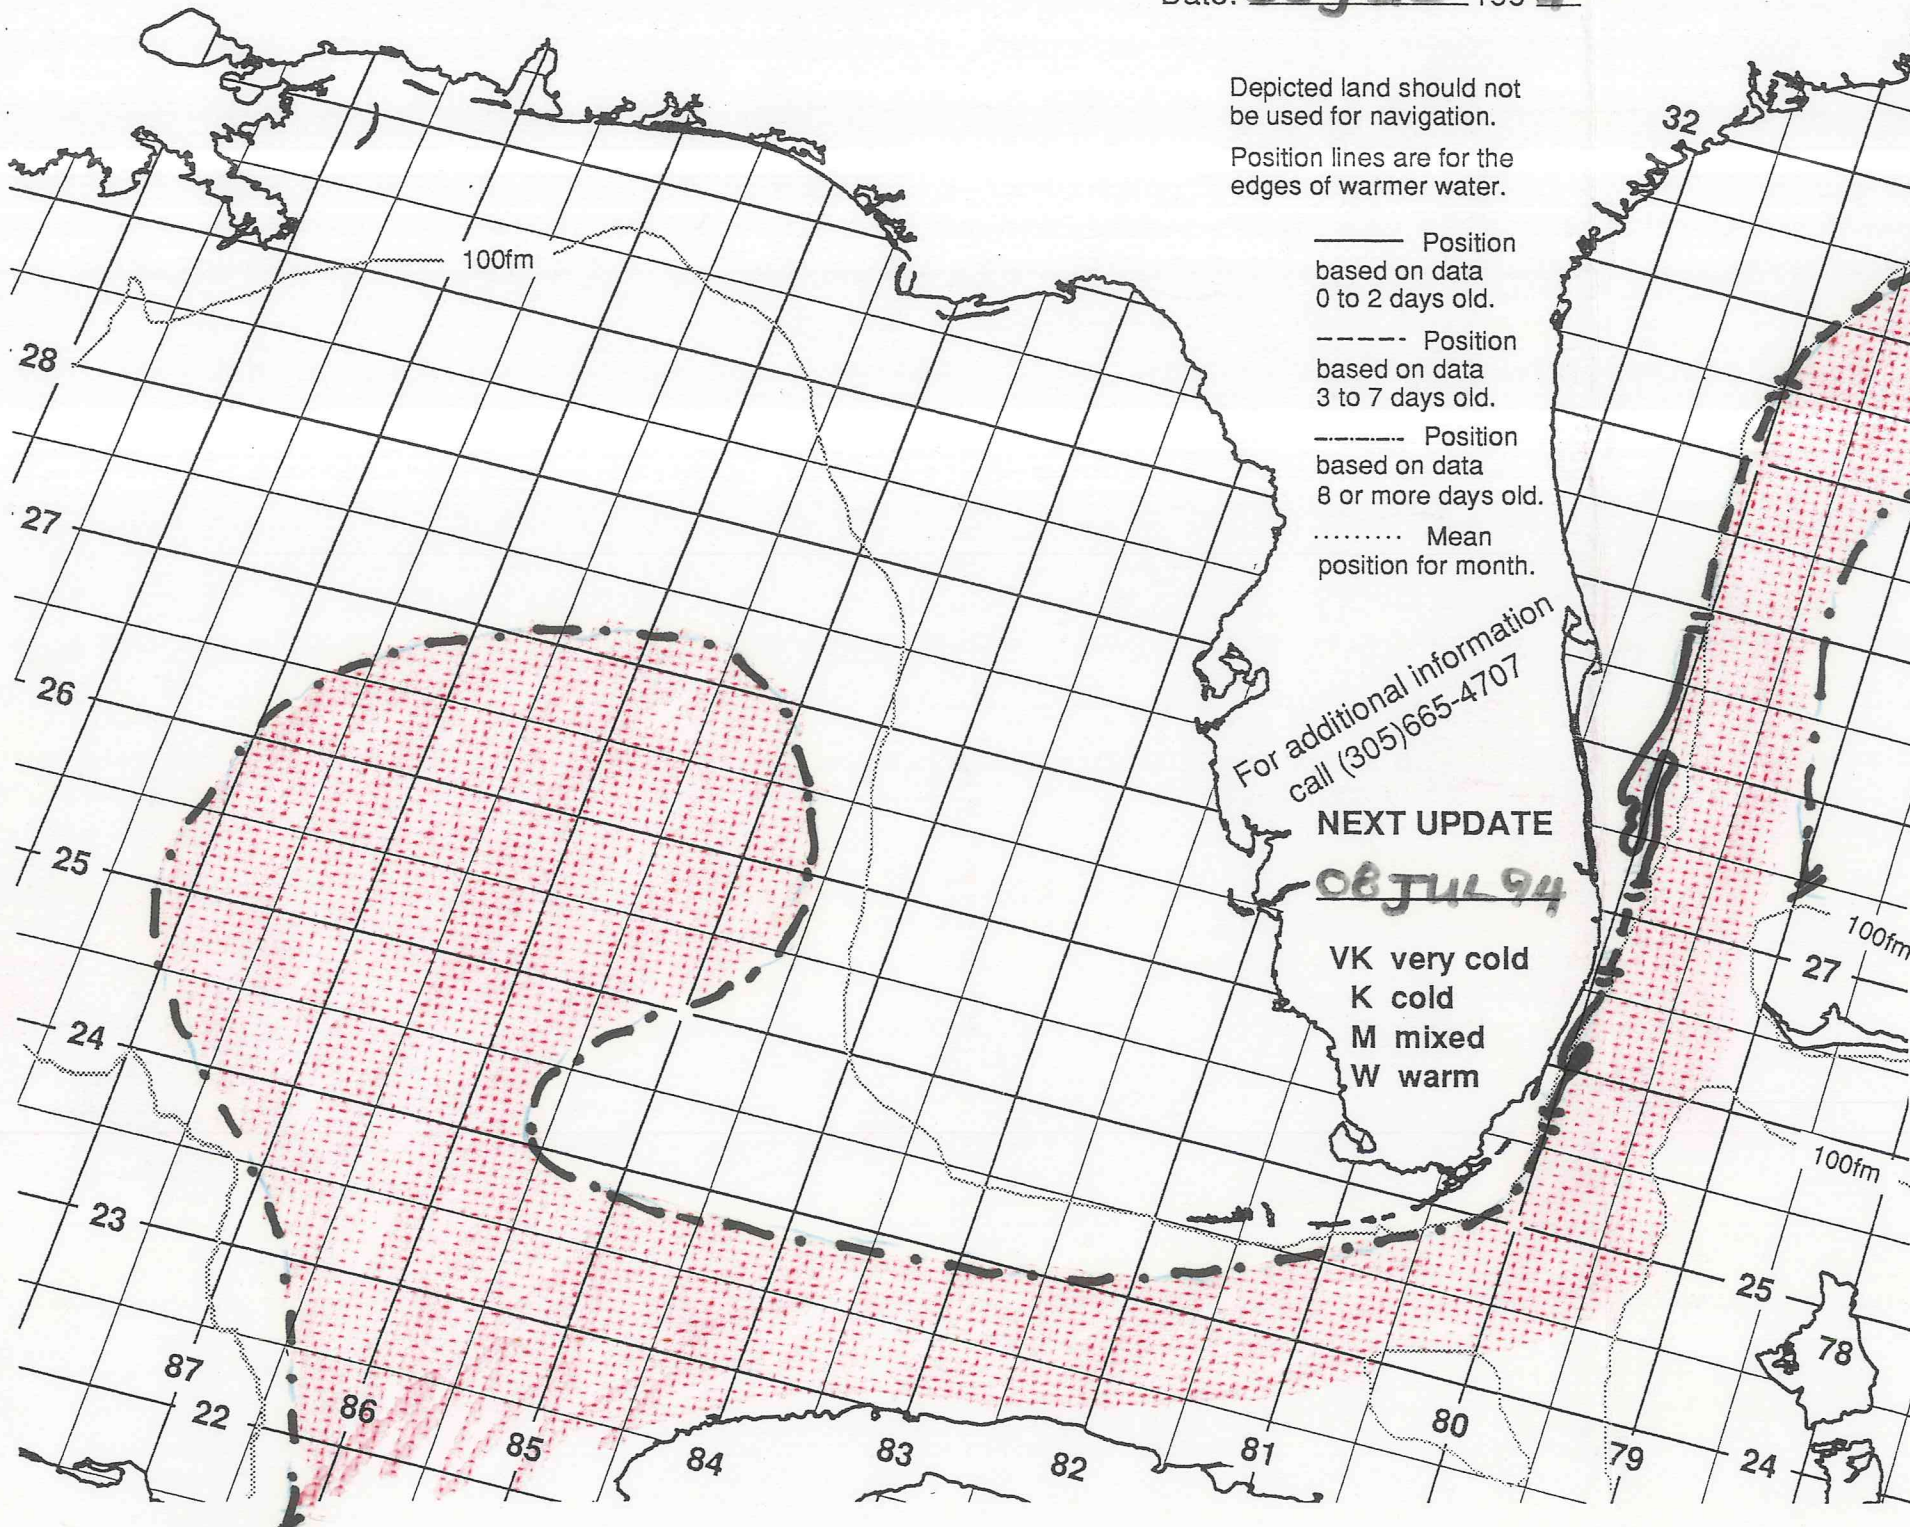 Date: 199
Depicted land should not
be used for navigation.
Position lines are for the
edges of warmer water.
Position
based on data
0 to 2 days old.
Position
based on data
3 to 7 days old.
Position
based on data
8 or more days old.
Mean
position for month.
For additional information
call (305)665-4707
NEXT UPDATE
08 JUL 94
VK very cold
K cold
M mixed
W warm
32
100fm
28
27
26
25
24
23
22
87
86
85
84
83
82
81
80
79
78
100fm
27
100fm
25
24